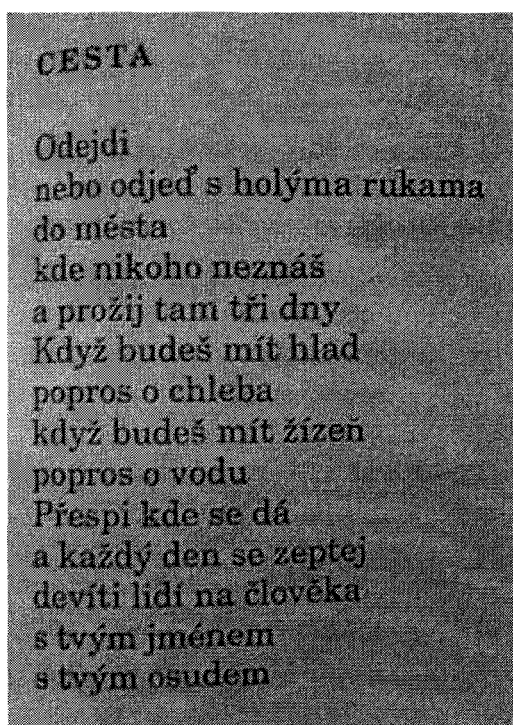 CESTA
Odejdi
nebo odjeď s holýma rukama
do města
kde nikoho neznáš
a prožij tam tři dny
Když budeš mít hlad
popros o chleba
když budeš mít žízeň
popros o vodu
Přespi kde se dá
a každý den se zeptej
devíti lidí na člověka
s tvým jménem
s tvým osudem